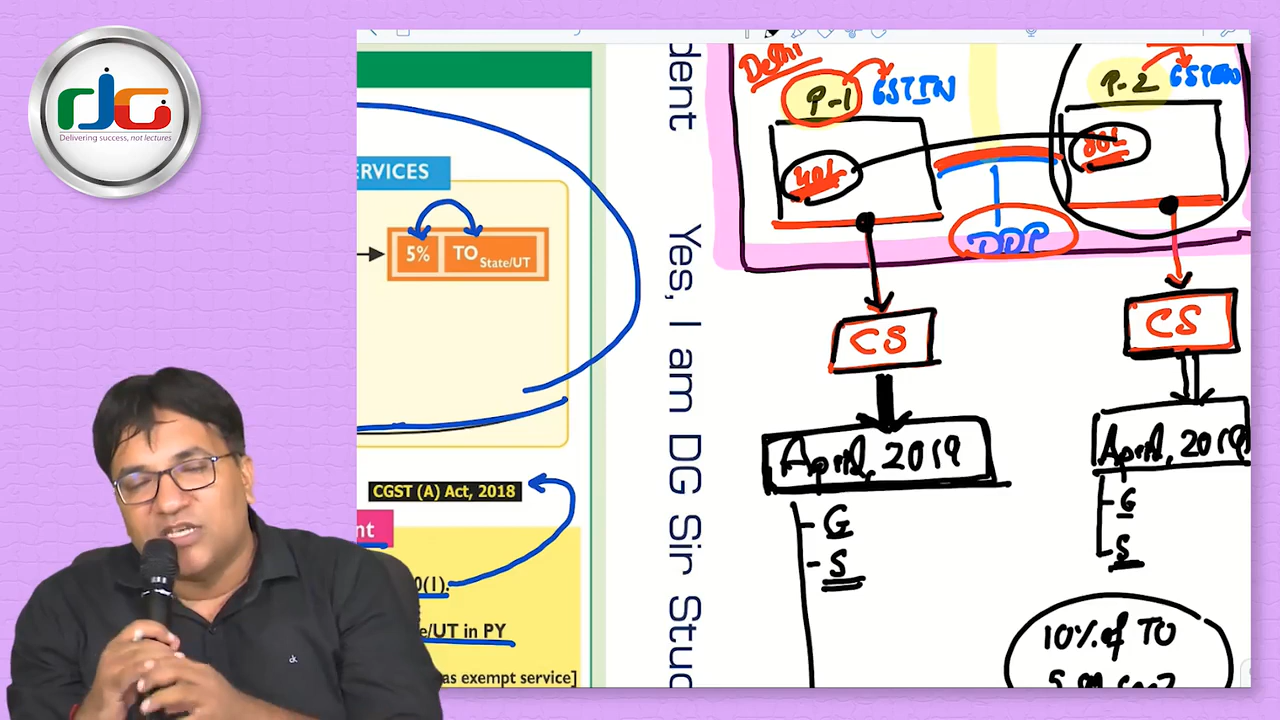 Delivering success, not lectures
ERVICES
5%
TO State/UT
CGST (A) Act, 2018
nt
0(1).
e/UT in PY
as exempt service]
dent
Yes, I am DG Sir Stud
Delhi
P-1
GSTIN
P-2
GSTIN
DDP
CS
CS
April, 2019
April, 2019
G
S
G
S
10% of TO
dk